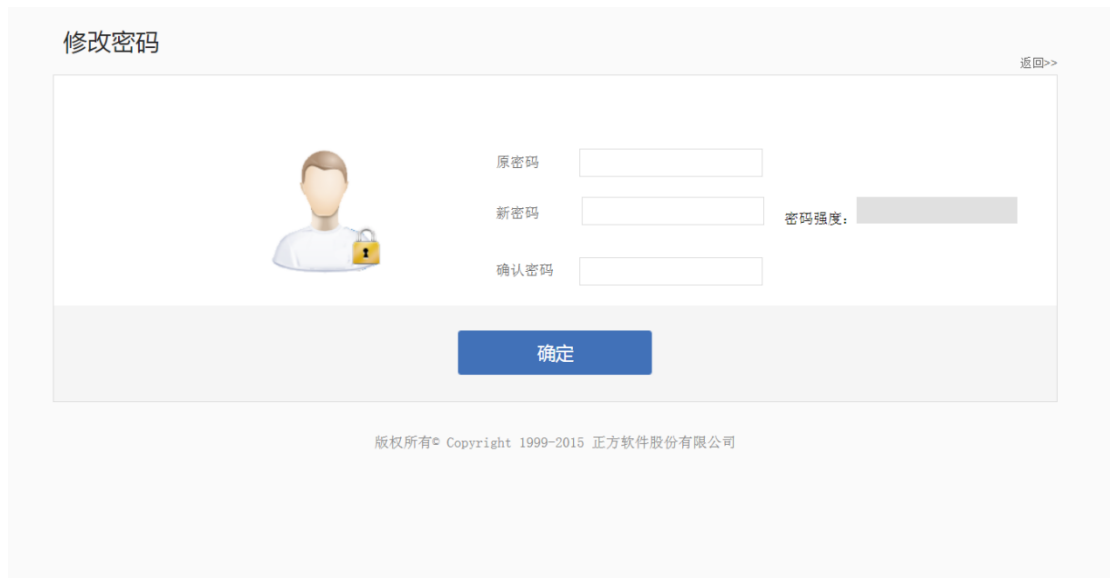 修改密码
返回>>
原密码
新密码
密码强度：
确认密码
确定
版权所有© Copyright 1999-2015 正方软件股份有限公司